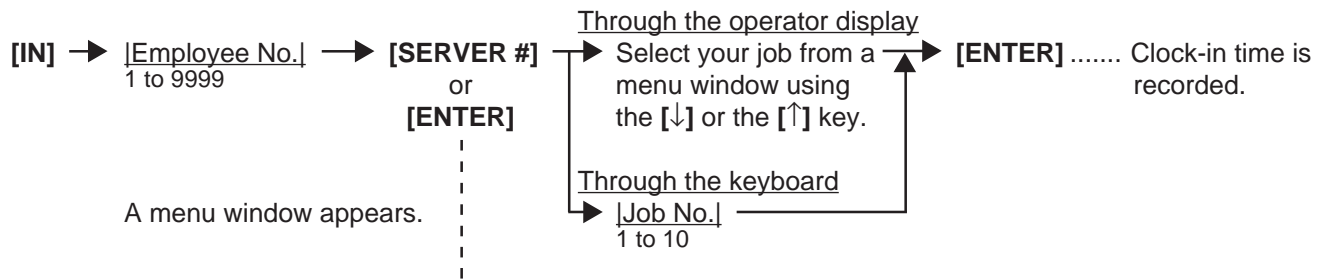 Through the operator display
[IN] |Employee No.| [SERVER #] Select your job from a [ENTER] ....... Clock-in time is
1 to 9999 or menu window using recorded.
[ENTER] the [↓] or the [↑] key.
Through the keyboard
A menu window appears. |Job No.|
1 to 10